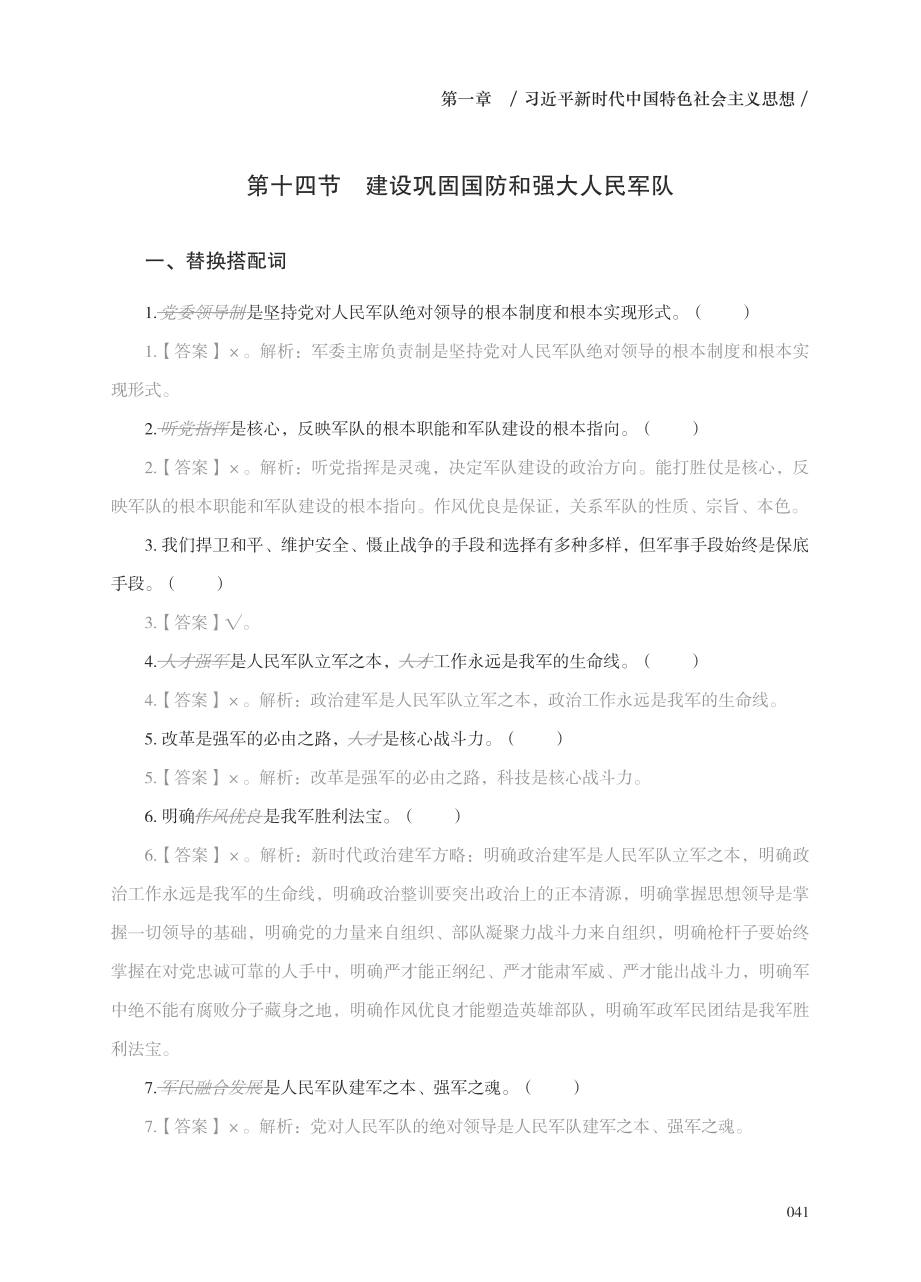 第一章 / 习近平新时代中国特色社会主义思想 /
第十四节 建设巩固国防和强大人民军队
一、替换搭配词
1. 党委领导制是坚持党对人民军队绝对领导的根本制度和根本实现形式。（ ）
1.【答案】×。解析：军委主席负责制是坚持党对人民军队绝对领导的根本制度和根本实
现形式。
2. 听党指挥是核心，反映军队的根本职能和军队建设的根本指向。（ ）
2.【答案】×。解析：听党指挥是灵魂，决定军队建设的政治方向。能打胜仗是核心，反
映军队的根本职能和军队建设的根本指向。作风优良是保证，关系军队的性质、宗旨、本色。
3. 我们捍卫和平、维护安全、慑止战争的手段和选择有多种多样，但军事手段始终是保底
手段。（ ）
3.【答案】√。
4. 人才强军是人民军队立军之本，人才工作永远是我军的生命线。（ ）
4.【答案】×。解析：政治建军是人民军队立军之本，政治工作永远是我军的生命线。
5. 改革是强军的必由之路，人才是核心战斗力。（ ）
5.【答案】×。解析：改革是强军的必由之路，科技是核心战斗力。
6. 明确作风优良是我军胜利法宝。（ ）
6.【答案】×。解析：新时代政治建军方略：明确政治建军是人民军队立军之本，明确政
治工作永远是我军的生命线，明确政治整训要突出政治上的正本清源，明确掌握思想领导是掌
握一切领导的基础，明确党的力量来自组织、部队凝聚力战斗力来自组织，明确枪杆子要始终
掌握在对党忠诚可靠的人手中，明确严才能正纲纪、严才能肃军威、严才能出战斗力，明确军
中绝不能有腐败分子藏身之地，明确作风优良才能塑造英雄部队，明确军政军民团结是我军胜
利法宝。
7. 军民融合发展是人民军队建军之本、强军之魂。（ ）
7.【答案】×。解析：党对人民军队的绝对领导是人民军队建军之本、强军之魂。
041